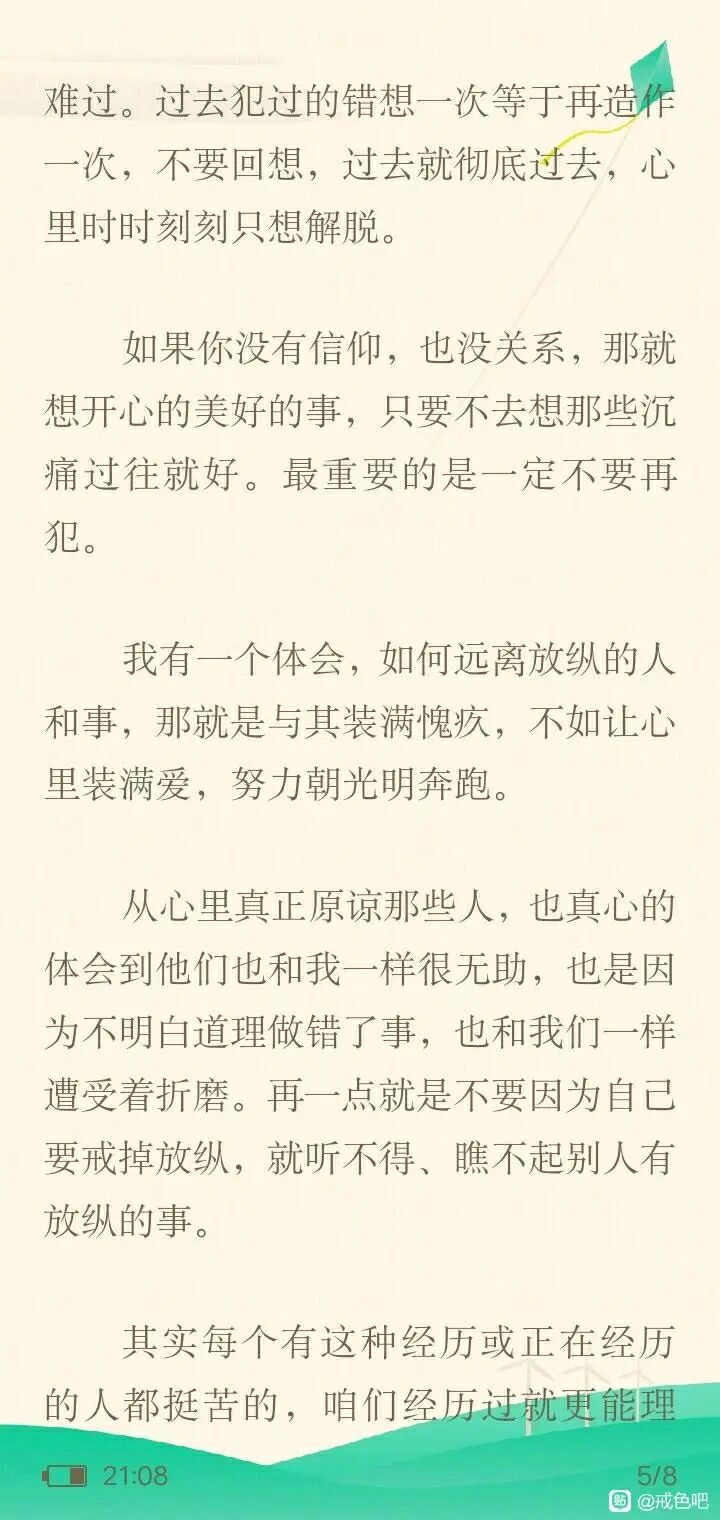 难过。过去犯过的错想一次等于再造作
一次，不要回想，过去就彻底过去，心
里时时刻刻只想解脱。
如果你没有信仰，也没关系，那就
想开心的美好的事，只要不去想那些沉
痛过往就好。最重要的是一定不要再
犯。
我有一个体会，如何远离放纵的人
和事，那就是与其装满愧疚，不如让心
里装满爱，努力朝光明奔跑。
从心里真正原谅那些人，也真心的
体会到他们也和我一样很无助，也是因
为不明白道理做错了事，也和我们一样
遭受着折磨。再一点就是不要因为自己
要戒掉放纵，就听不得、瞧不起别人有
放纵的事。
其实每个有这种经历或正在经历
的人都挺苦的，咱们经历过就更能理
21:08
5/8
贴 @戒色吧